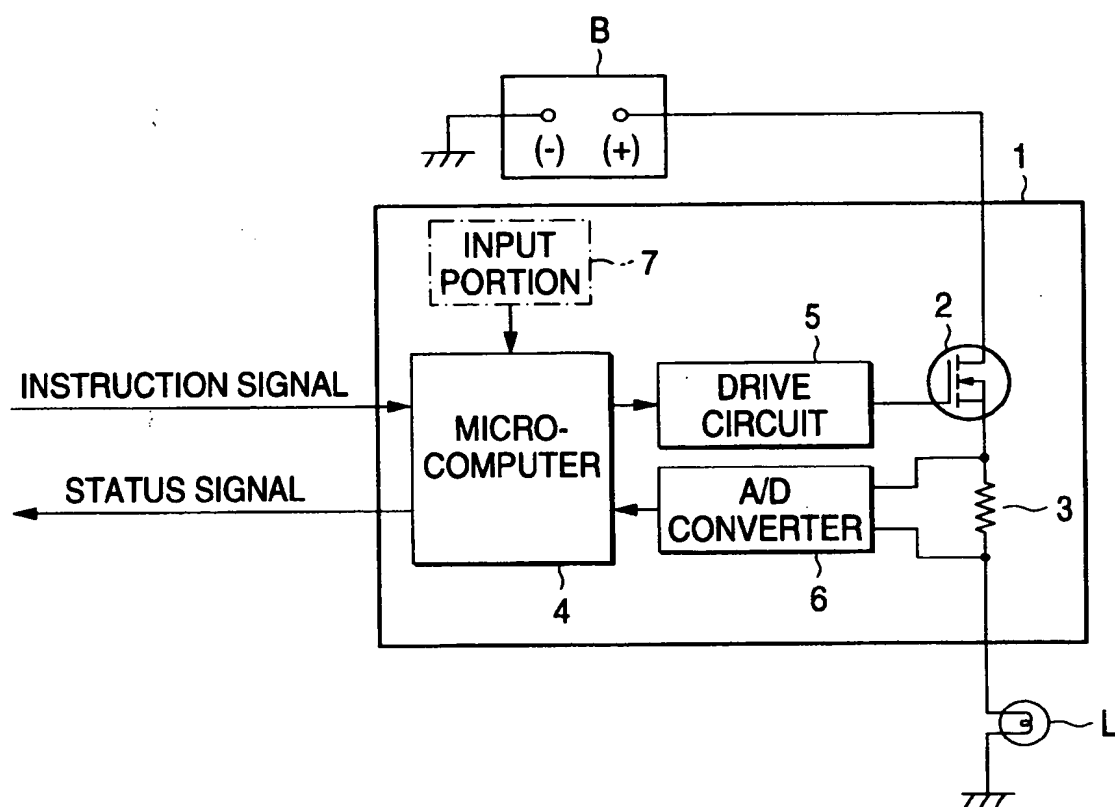 B
(-) (+)
1
INPUT
PORTION
7
2
5
INSTRUCTION SIGNAL
DRIVE
CIRCUIT
MICRO-
COMPUTER
STATUS SIGNAL
A/D
CONVERTER
3
4
6
L